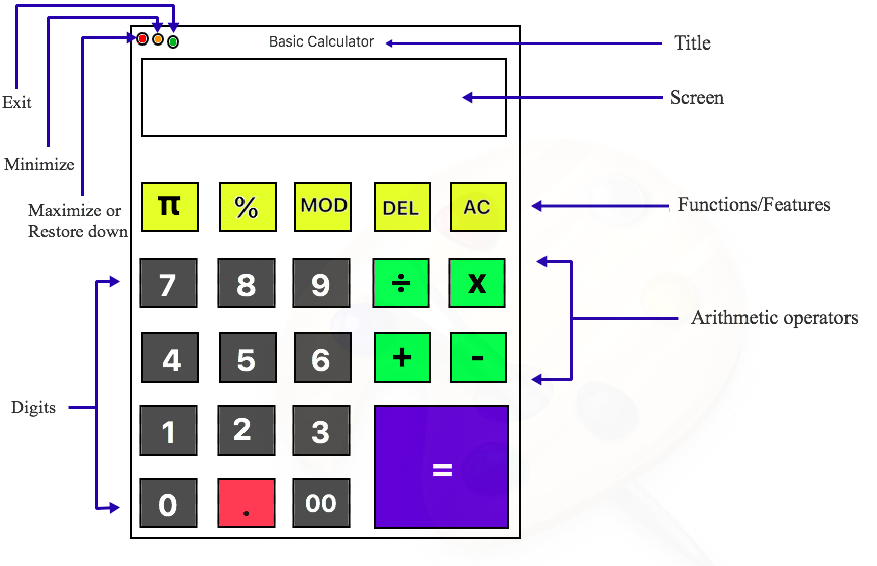 Basic Calculator
Title
Screen
Exit
Minimize
Maximize or
Restore down
π % MOD DEL AC
Functions/Features
7 8 9 ÷ X
4 5 6 + -
Arithmetic operators
Digits
1 2 3
=
0 . 00